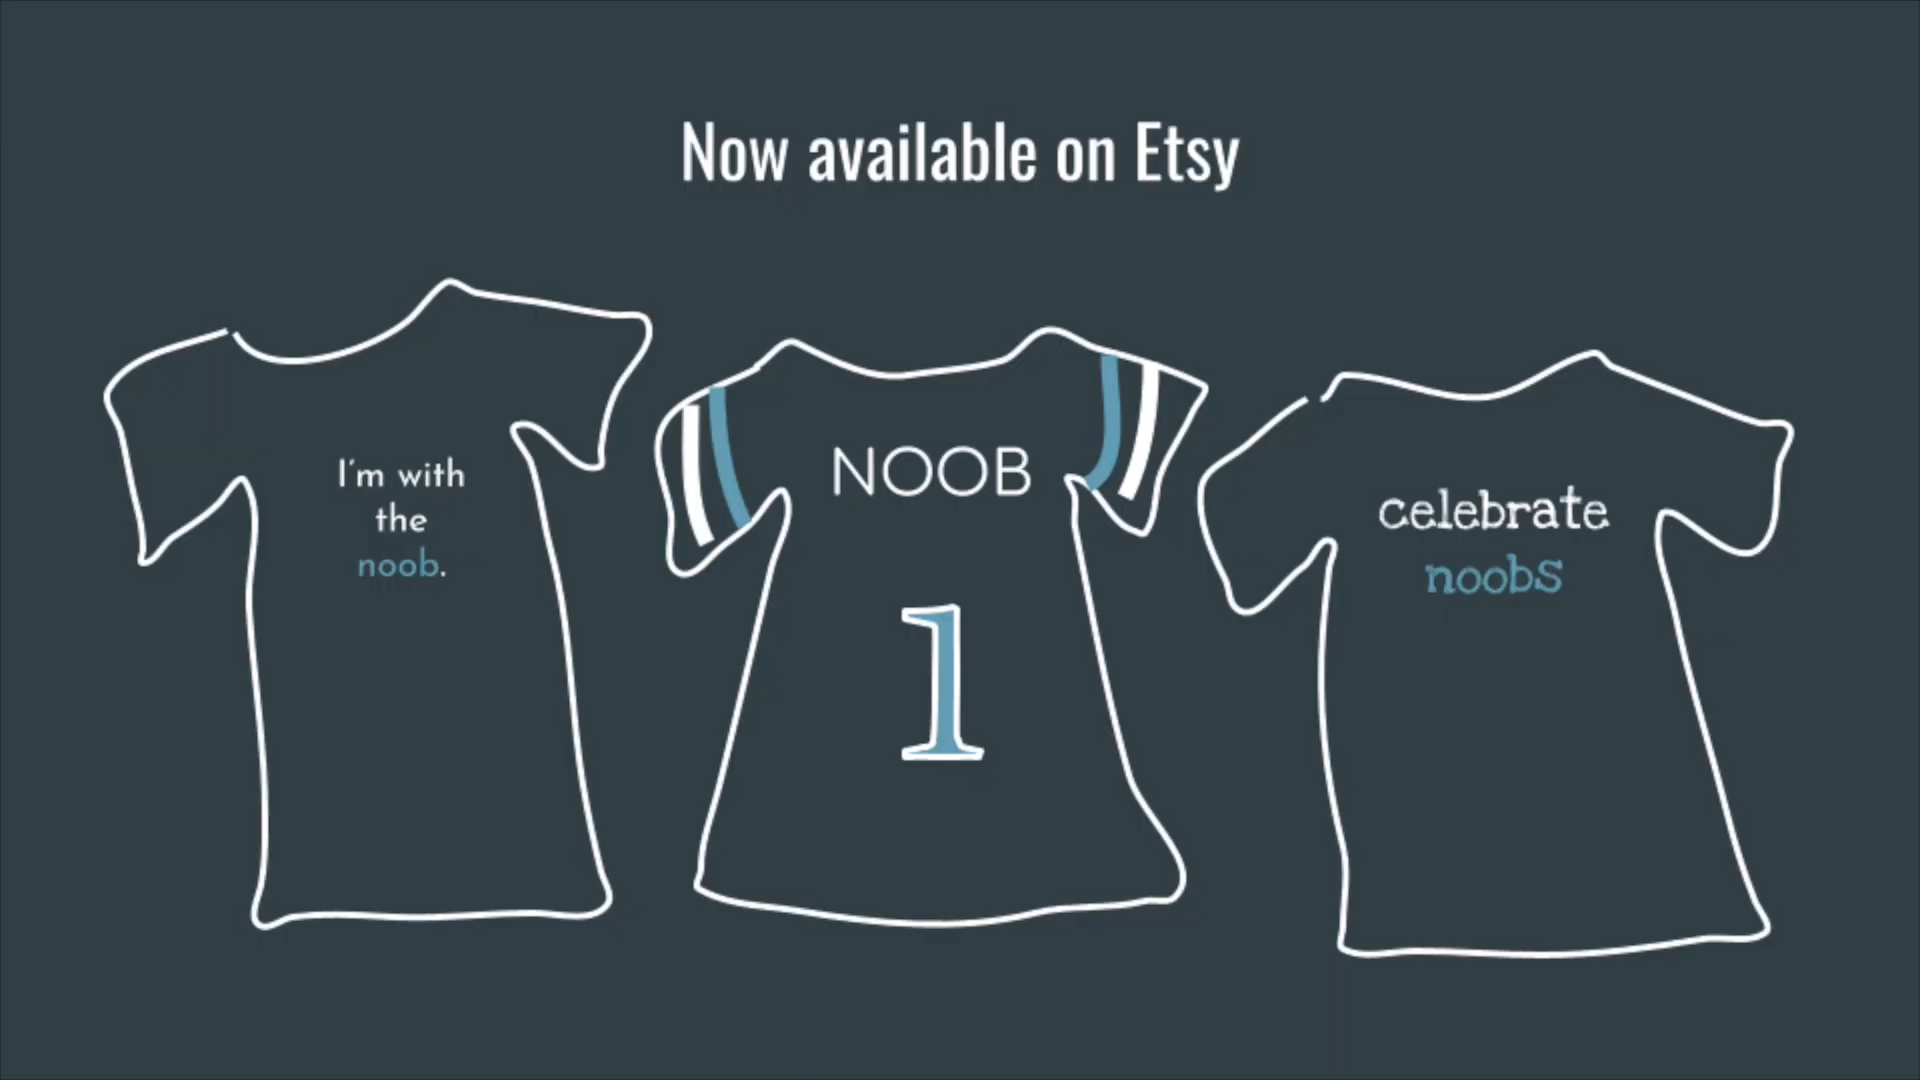 Now available on Etsy
I'm with
the
noob.
NOOB
1
celebrate
noobs